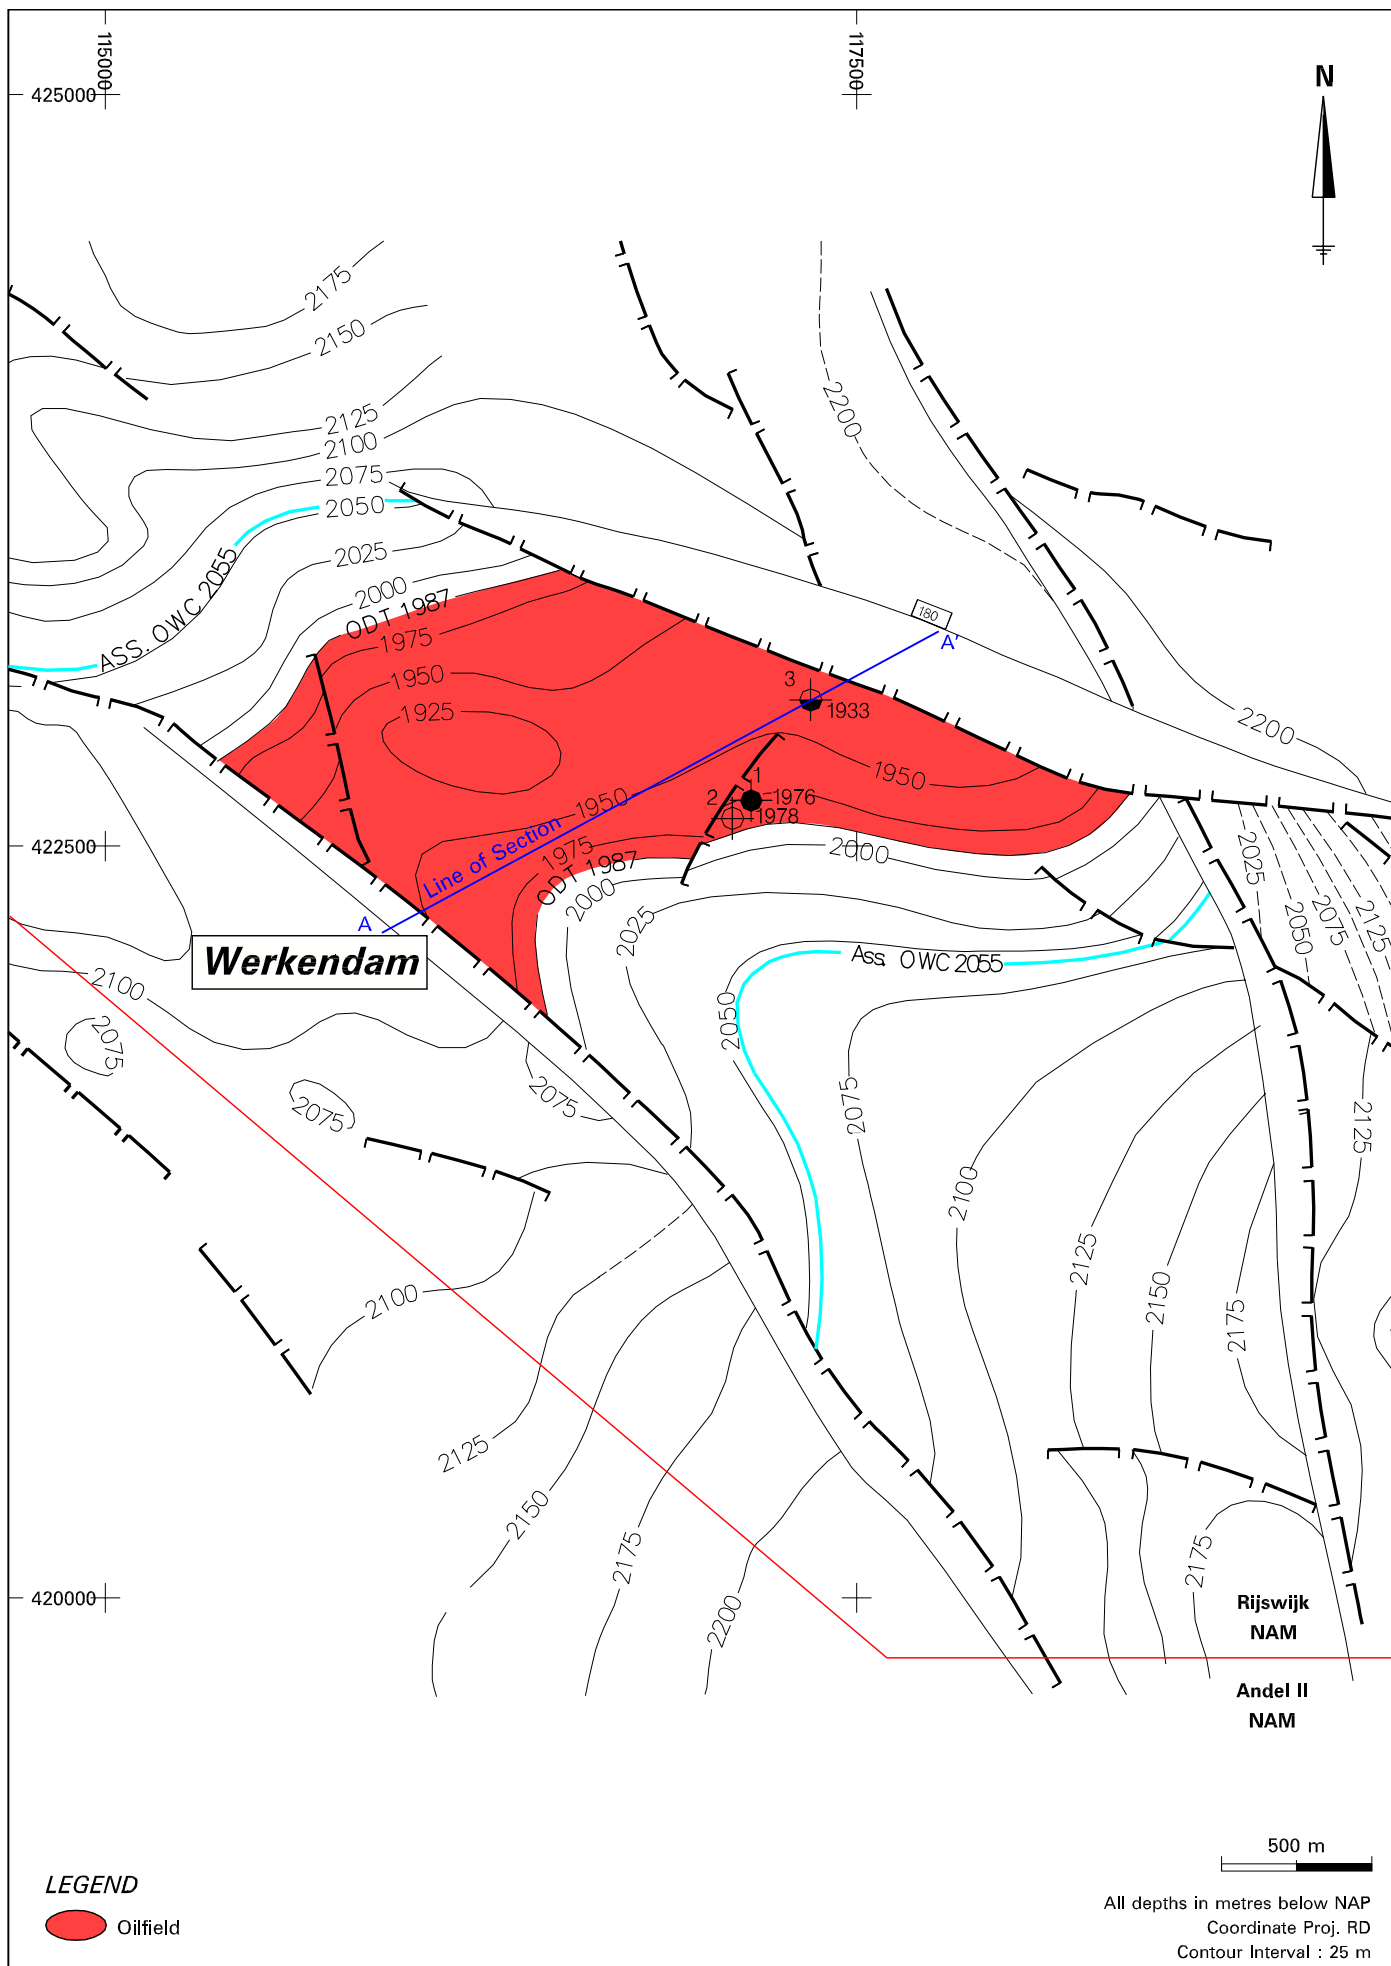 115000
117500
425000
N
2175
2150
2125
2100
2075
2050
2025
2000
2200
ASS. OWC 2055
ODT 1987
1975
1950
1925
180
A'
3
1933
2200
1950
1
1976
2
1978
1950
Line of Section
1975
ODT 1987
2000
2000
2025
422500
A
Werkendam
2025
2050
2075
2125
Ass. OWC 2055
2100
2075
2050
2075
2075
2075
2125
2100
2125
2150
2175
2100
2125
2150
2175
2200
2175
420000
Rijswijk
NAM
Andel II
NAM
500 m
LEGEND
Oilfield
All depths in metres below NAP
Coordinate Proj. RD
Contour Interval : 25 m